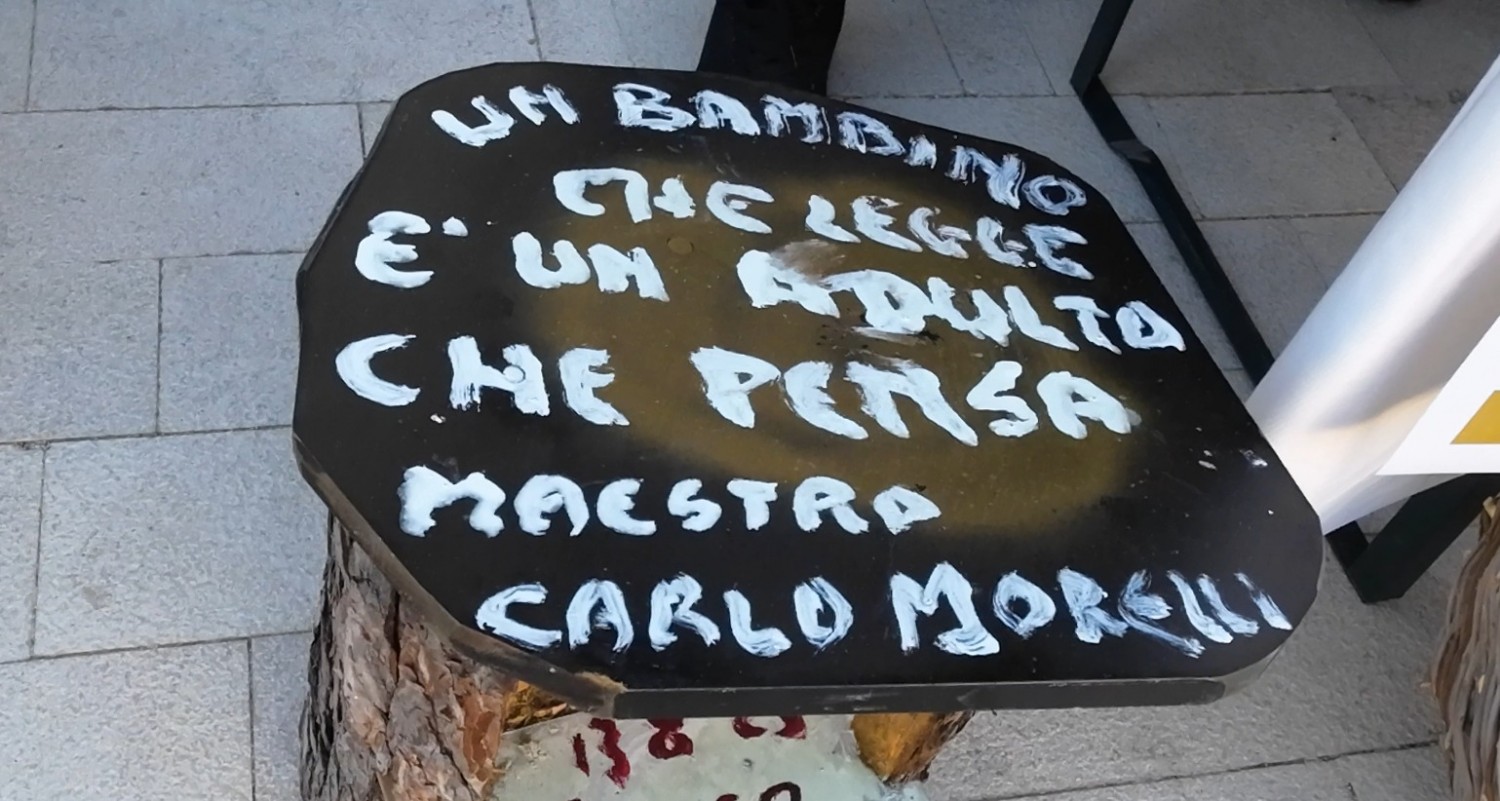 UN BAMBINO
CHE LEGGE
E' UN ADULTO
CHE PENSA
MAESTRO
CARLO MORELLI